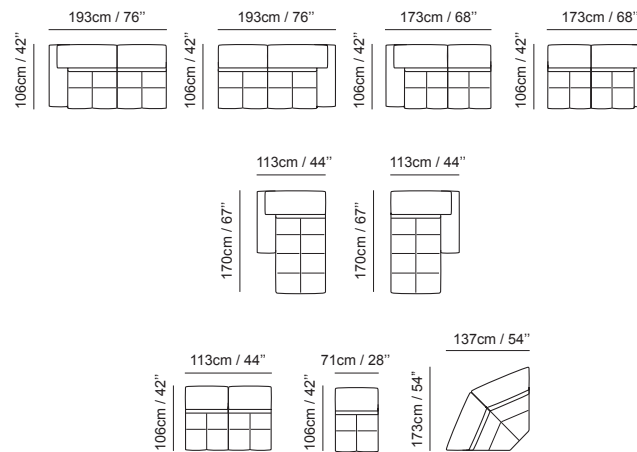 193cm / 76’’ 193cm / 76’’ 173cm / 68’’ 173cm / 68’’
106cm / 42’’ 106cm / 42’’ 106cm / 42’’ 106cm / 42’’
113cm / 44’’ 113cm / 44’’
170cm / 67’’ 170cm / 67’’
113cm / 44’’ 71cm / 28’’ 137cm / 54’’
106cm / 42’’ 106cm / 42’’ 173cm / 54”